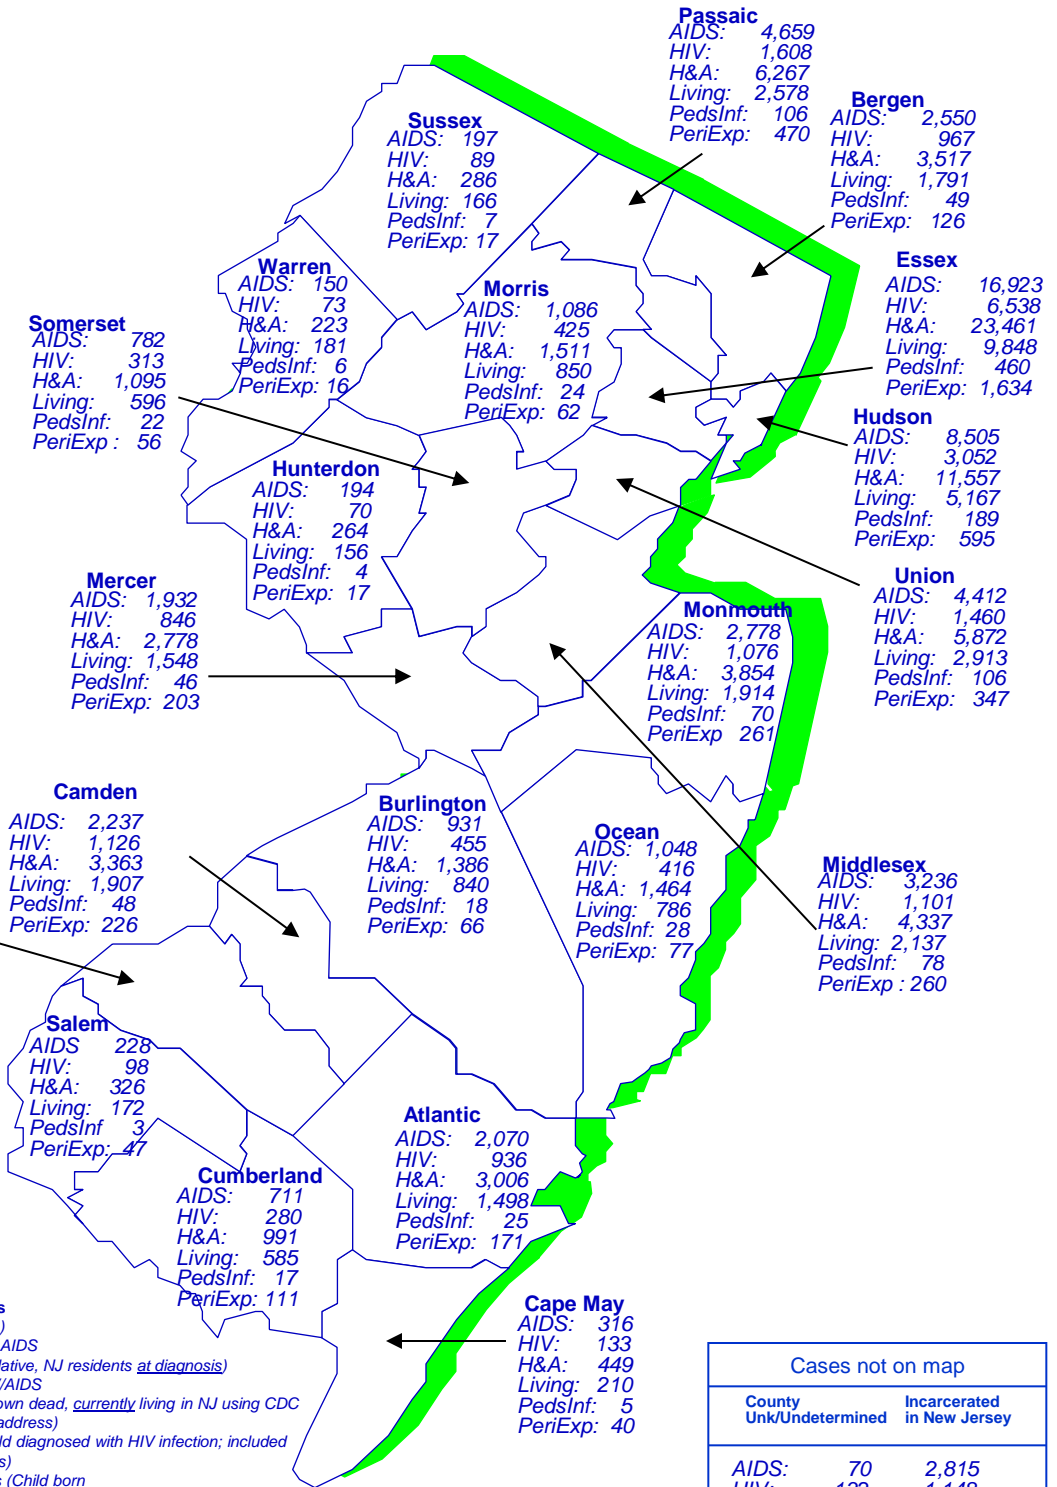 Passaic
AIDS: 4,659
HIV: 1,608
H&A: 6,267
Living: 2,578
PedsInf: 106
PeriExp: 470
Bergen
AIDS: 2,550
HIV: 967
H&A: 3,517
Living: 1,791
PedsInf: 49
PeriExp: 126
Sussex
AIDS: 197
HIV: 89
H&A: 286
Living: 166
PedsInf: 7
PeriExp: 17
Essex
AIDS: 16,923
HIV: 6,538
H&A: 23,461
Living: 9,848
PedsInf: 460
PeriExp: 1,634
Warren
AIDS: 150
HIV: 73
H&A: 223
Living: 181
PedsInf: 6
PeriExp: 16
Morris
AIDS: 1,086
HIV: 425
H&A: 1,511
Living: 850
PedsInf: 24
PeriExp: 62
Somerset
AIDS: 782
HIV: 313
H&A: 1,095
Living: 596
PedsInf: 22
PeriExp : 56
Hudson
AIDS: 8,505
HIV: 3,052
H&A: 11,557
Living: 5,167
PedsInf: 189
PeriExp: 595
Hunterdon
AIDS: 194
HIV: 70
H&A: 264
Living: 156
PedsInf: 4
PeriExp: 17
Mercer
AIDS: 1,932
HIV: 846
H&A: 2,778
Living: 1,548
PedsInf: 46
PeriExp: 203
Union
AIDS: 4,412
HIV: 1,460
H&A: 5,872
Living: 2,913
PedsInf: 106
PeriExp: 347
Monmouth
AIDS: 2,778
HIV: 1,076
H&A: 3,854
Living: 1,914
PedsInf: 70
PeriExp 261
Camden
AIDS: 2,237
HIV: 1,126
H&A: 3,363
Living: 1,907
PedsInf: 48
PeriExp: 226
Burlington
AIDS: 931
HIV: 455
H&A: 1,386
Living: 840
PedsInf: 18
PeriExp: 66
Ocean
AIDS: 1,048
HIV: 416
H&A: 1,464
Living: 786
PedsInf: 28
PeriExp: 77
Middlesex
AIDS: 3,236
HIV: 1,101
H&A: 4,337
Living: 2,137
PedsInf: 78
PeriExp : 260
Salem
AIDS 228
HIV: 98
H&A: 326
Living: 172
PedsInf 3
PeriExp: 47
Atlantic
AIDS: 2,070
HIV: 936
H&A: 3,006
Living: 1,498
PedsInf: 25
PeriExp: 171
Cumberland
AIDS: 711
HIV: 280
H&A: 991
Living: 585
PedsInf: 17
PeriExp: 111
Cape May
AIDS: 316
HIV: 133
H&A: 449
Living: 210
PedsInf: 5
PeriExp: 40
s
)
AIDS
lative, NJ residents at diagnosis)
//AIDS
own dead, currently living in NJ using CDC
address)
ld diagnosed with HIV infection; included
s)
s (Child born
Cases not on map
County Unk/Undetermined
Incarcerated in New Jersey
AIDS: 70 2,815
HIV: 1,148